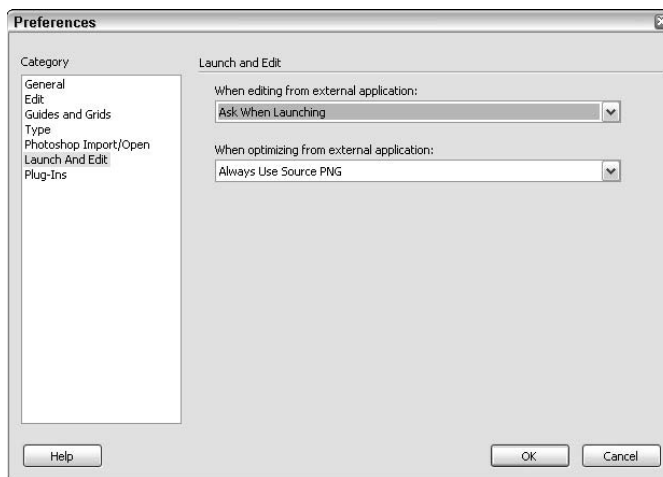 Preferences
Category
Launch and Edit
General
Edit
Guides and Grids
Type
Photoshop Import/Open
Launch And Edit
Plug-Ins
When editing from external application:
Ask When Launching
When optimizing from external application:
Always Use Source PNG
Help
OK
Cancel